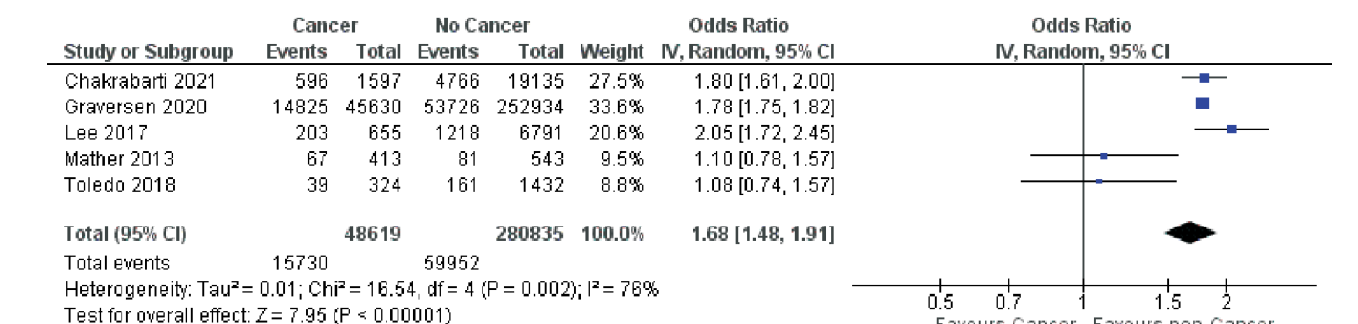 Cancer No Cancer Odds Ratio Odds Ratio
Study or Subgroup Events Total Events Total Weight IV, Random, 95% CI IV, Random, 95% CI
Chakrabarti 2021 596 1597 4766 19135 27.5% 1.80 [1.61, 2.00]
Graversen 2020 14825 45630 53726 252934 33.6% 1.78 [1.75, 1.82]
Lee 2017 203 655 1218 6791 20.6% 2.05 [1.72, 2.45]
Mather 2013 67 413 81 543 9.5% 1.10 [0.78, 1.57]
Toledo 2018 39 324 161 1432 8.8% 1.08 [0.74, 1.57]
Total (95% CI) 48619 280835 100.0% 1.68 [1.48, 1.91]
Total events 15730 59952
Heterogeneity: Tau² = 0.01; Chi² = 16.54, df = 4 (P = 0.002); I² = 76%
Test for overall effect: Z = 7.95 (P < 0.00001)
0.5 0.7 1 1.5 2
Favours Cancer Favours non-Cancer